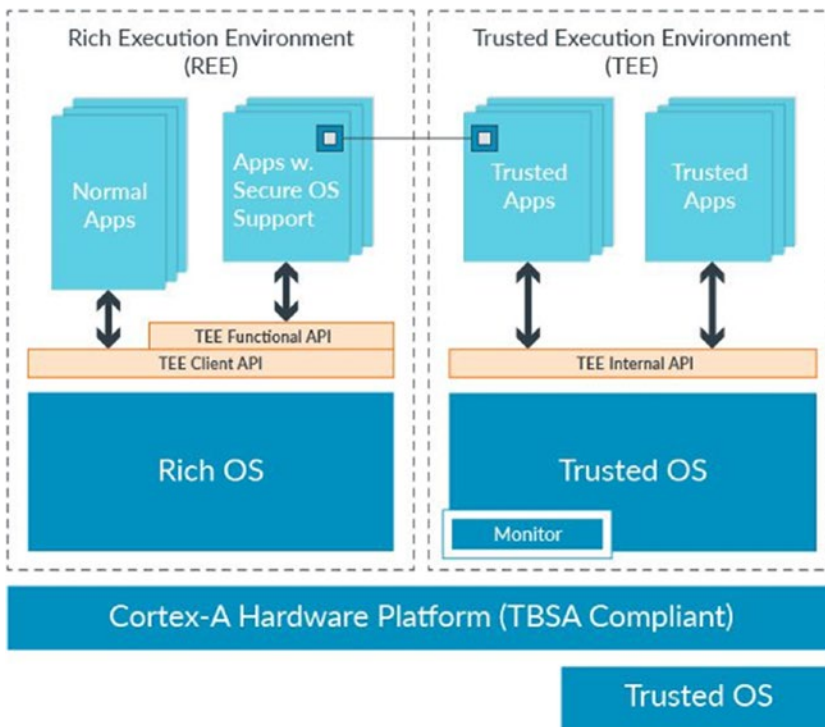 Rich Execution Environment
(REE)
Trusted Execution Environment
(TEE)
Normal
Apps
Apps w.
Secure OS
Support
Trusted
Apps
Trusted
Apps
TEE Functional API
TEE Client API
TEE Internal API
Rich OS
Trusted OS
Monitor
Cortex-A Hardware Platform (TBSA Compliant)
Trusted OS